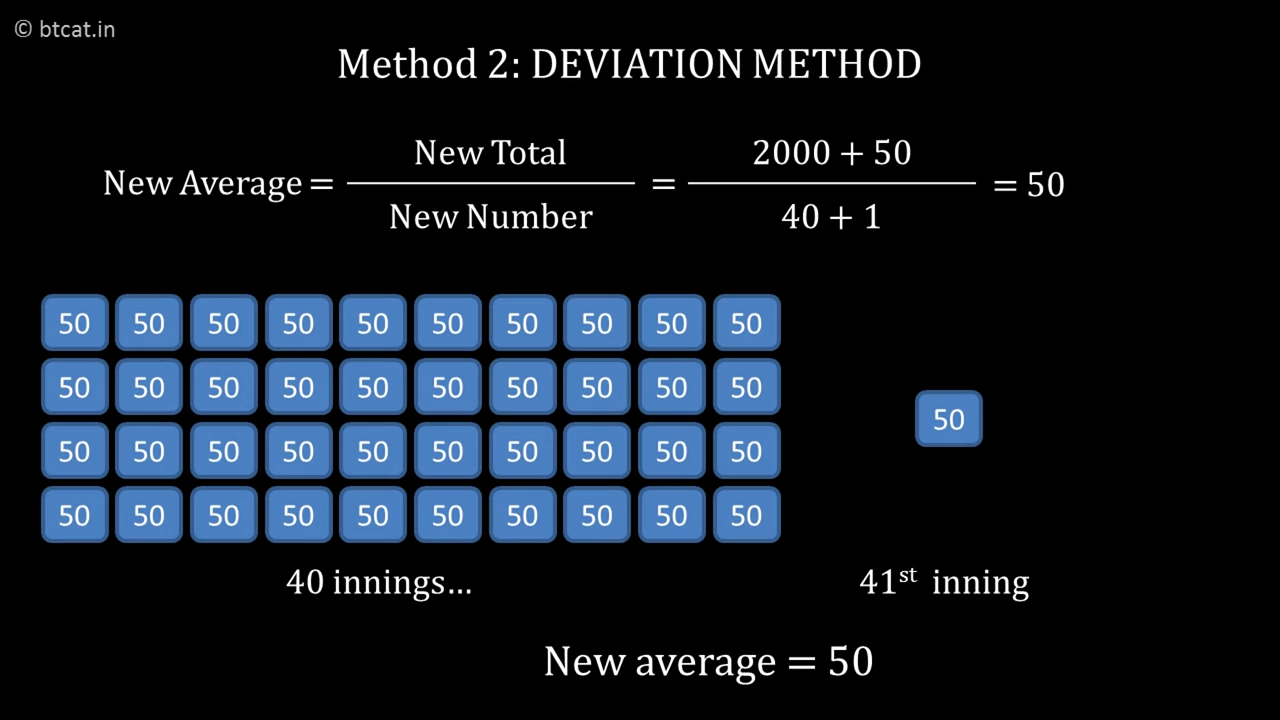 © btcat.in
Method 2: DEVIATION METHOD
New Average = New Total / New Number = 2000 + 50 / 40 + 1 = 50
50 50 50 50 50 50 50 50 50 50
50 50 50 50 50 50 50 50 50 50
50
50 50 50 50 50 50 50 50 50 50
50 50 50 50 50 50 50 50 50 50
40 innings...
41st inning
New average = 50